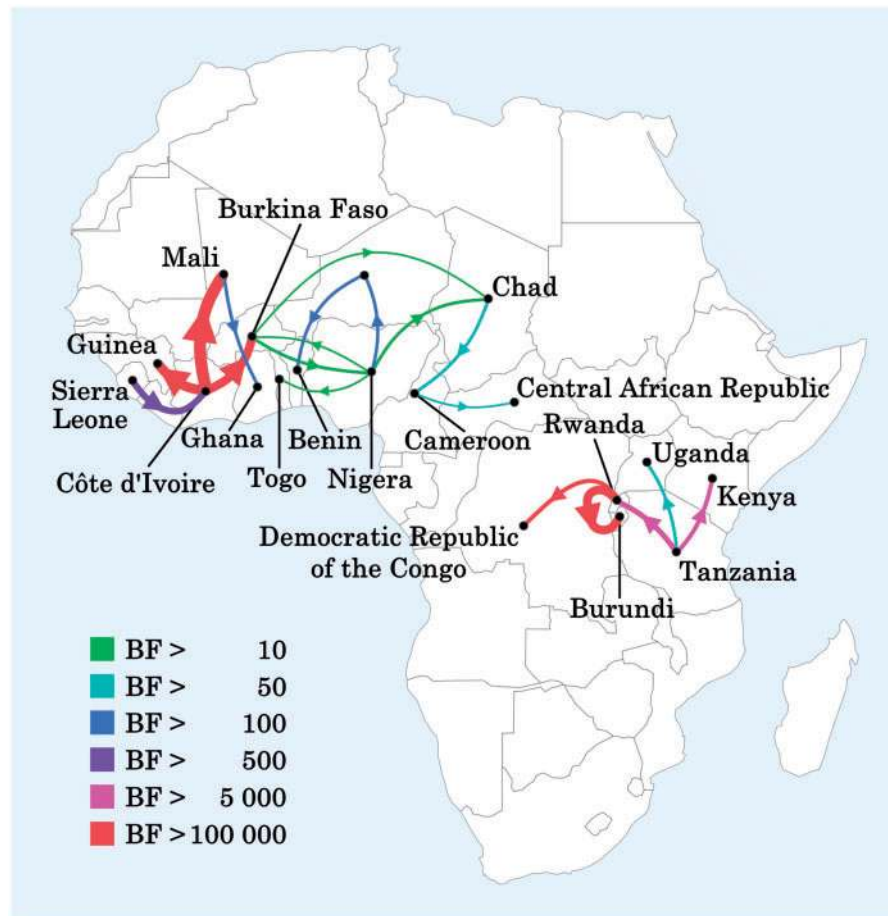 Burkina Faso
Mali
Chad
Guinea
Sierra
Leone
Central African Republic
Rwanda
Ghana
Benin
Cameroon
Uganda
Côte d'Ivoire
Togo
Nigera
Kenya
Democratic Republic
of the Congo
Tanzania
Burundi
BF > 10
BF > 50
BF > 100
BF > 500
BF > 5 000
BF > 100 000